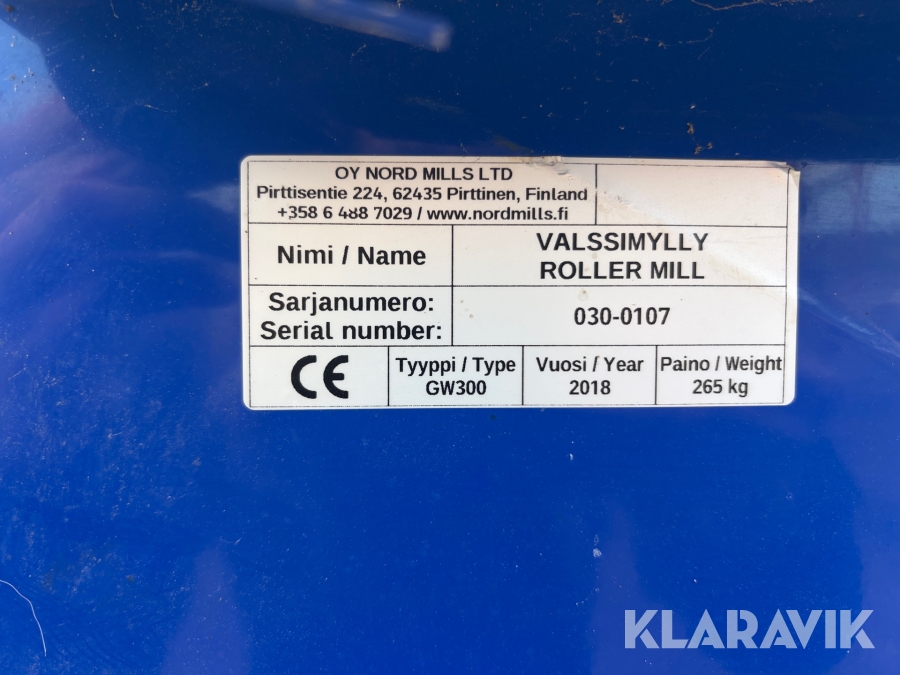 OY NORD MILLS LTD
Pirttisentie 224, 62435 Pirttinen, Finland
+358 6 488 7029 / www.nordmills.fi
Nimi / Name
VALSSIMYLLY
ROLLER MILL
Sarjanumero:
Serial number:
030-0107
CE
Tyyppi / Type
GW300
Vuosi / Year
2018
Paino / Weight
265 kg
KLARAVIK